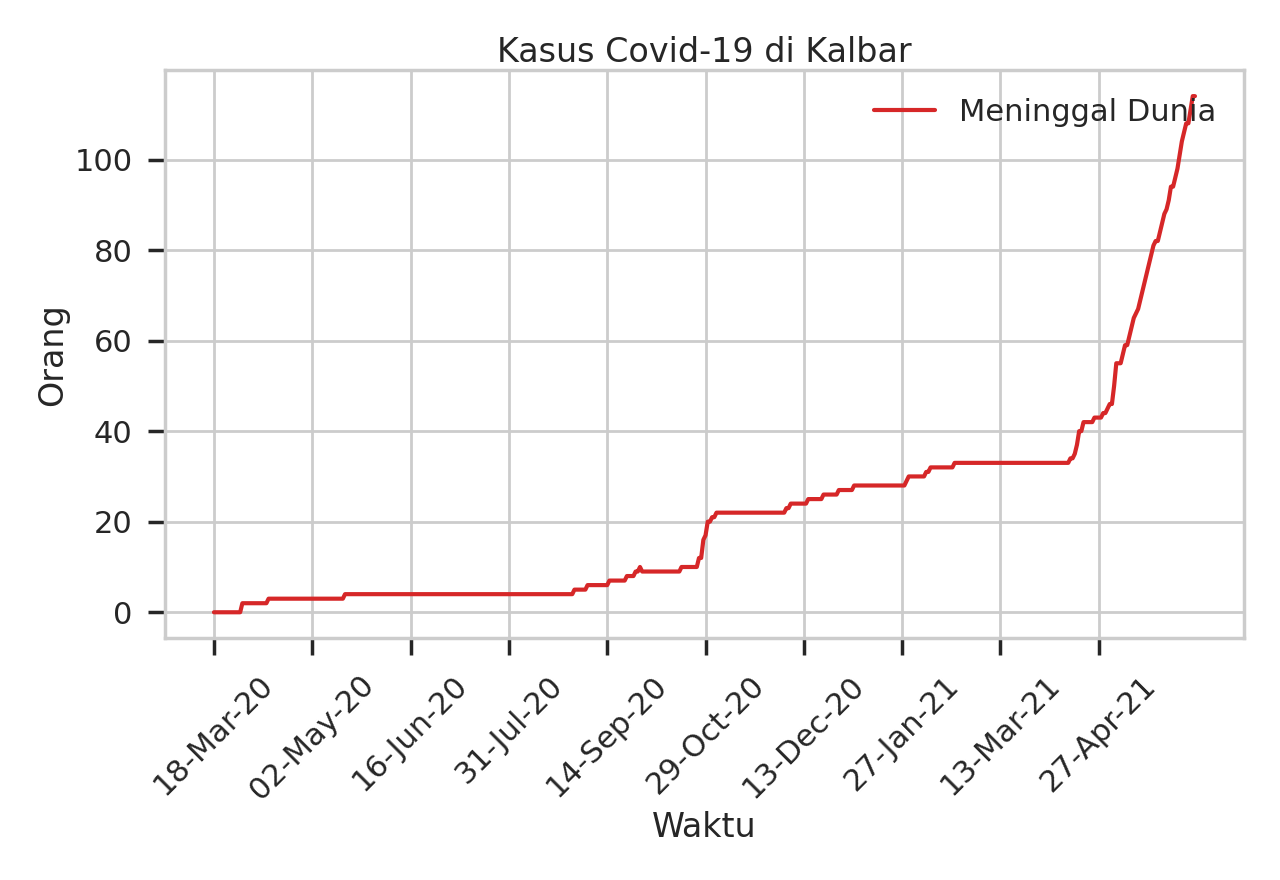 Kasus Covid-19 di Kalbar
Meninggal Dunia
100
80
60
40
20
0
Orang
18-Mar-20
02-May-20
16-Jun-20
31-Jul-20
14-Sep-20
29-Oct-20
13-Dec-20
27-Jan-21
13-Mar-21
27-Apr-21
Waktu